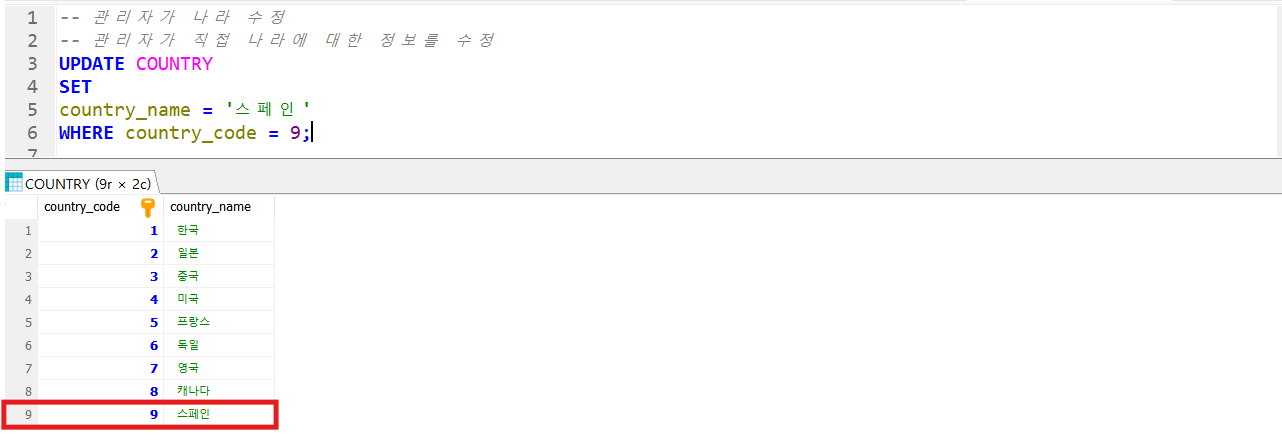 1 -- 관리자가 나라 수정
2 -- 관리자가 직접 나라에 대한 정보를 수정
3 UPDATE COUNTRY
4 SET
5 country_name = '스페인'
6 WHERE country_code = 9;
7
COUNTRY (9r × 2c)
country_code country_name
1 1 한국
2 2 일본
3 3 중국
4 4 미국
5 5 프랑스
6 6 독일
7 7 영국
8 8 캐나다
9 9 스페인